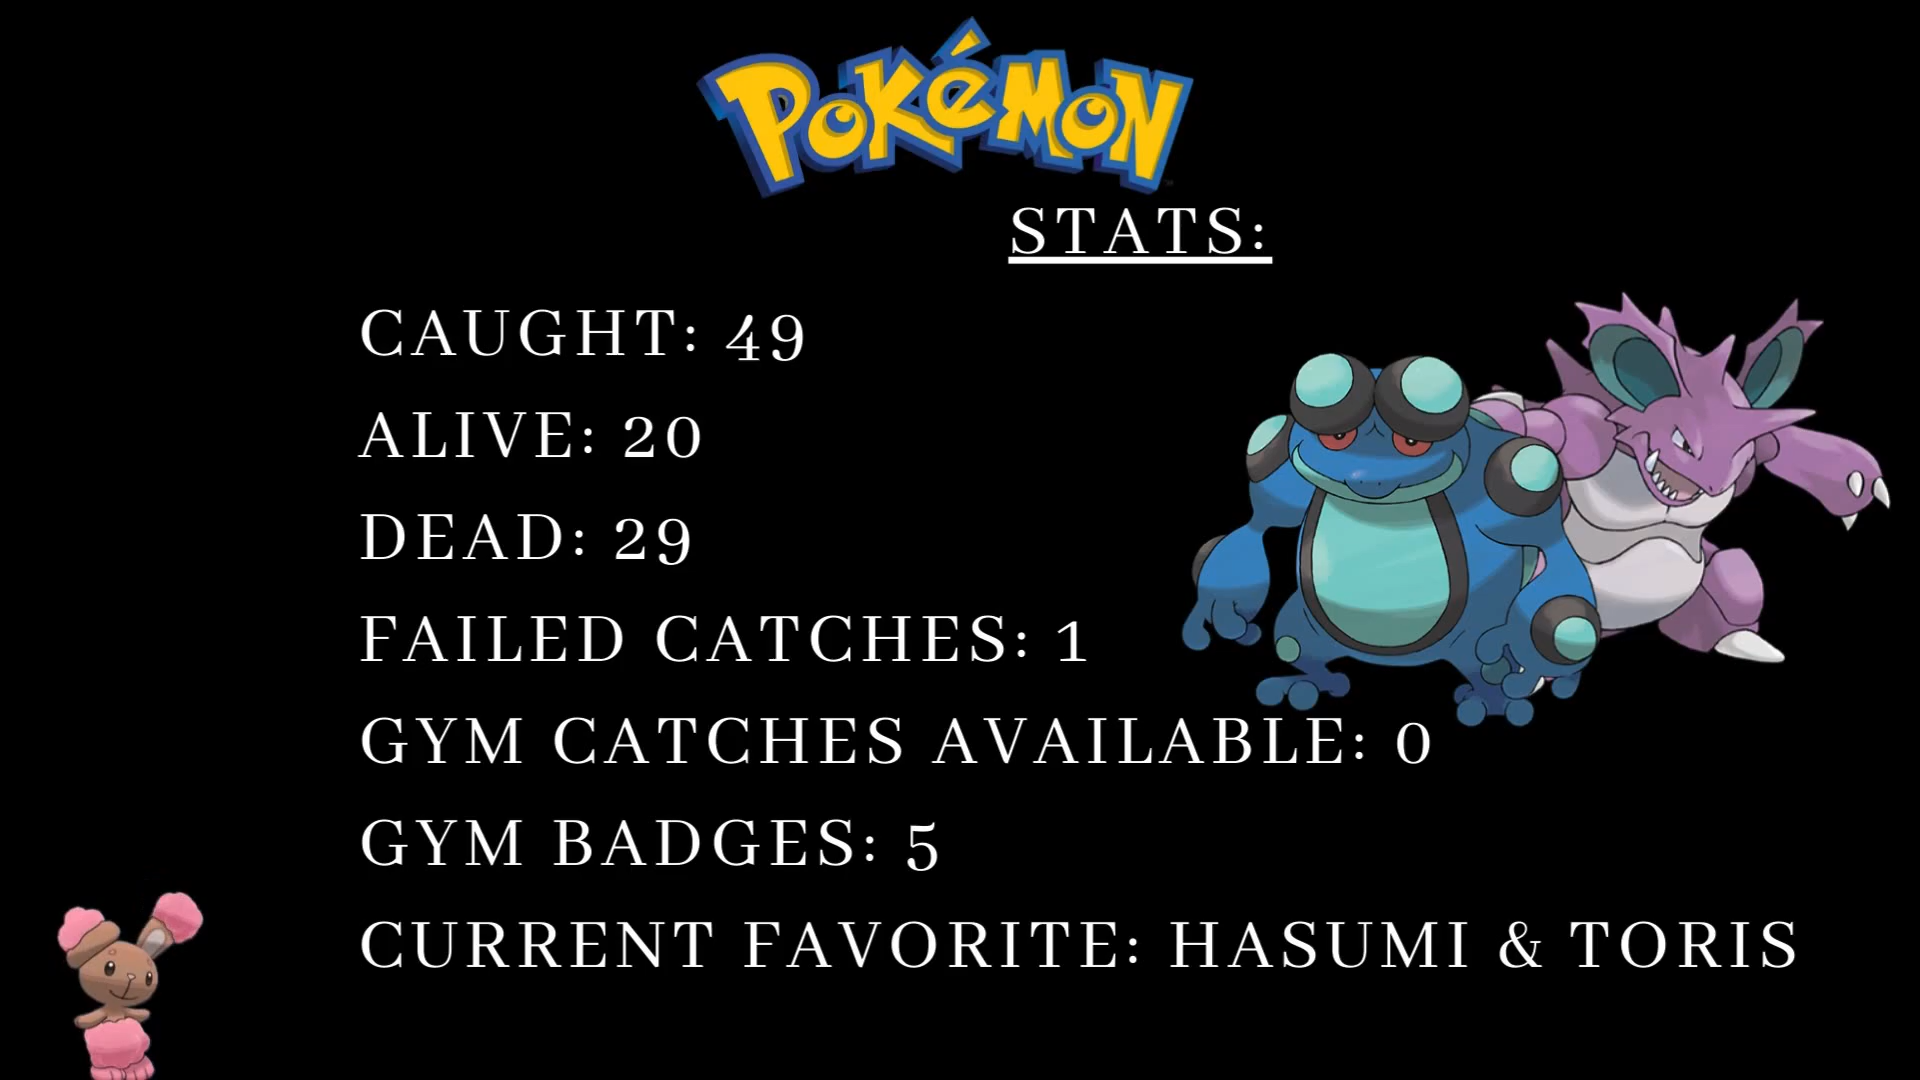 POKéMON
STATS:
CAUGHT: 49
ALIVE: 20
DEAD: 29
FAILED CATCHES: 1
GYM CATCHES AVAILABLE: 0
GYM BADGES: 5
CURRENT FAVORITE: HASUMI & TORIS